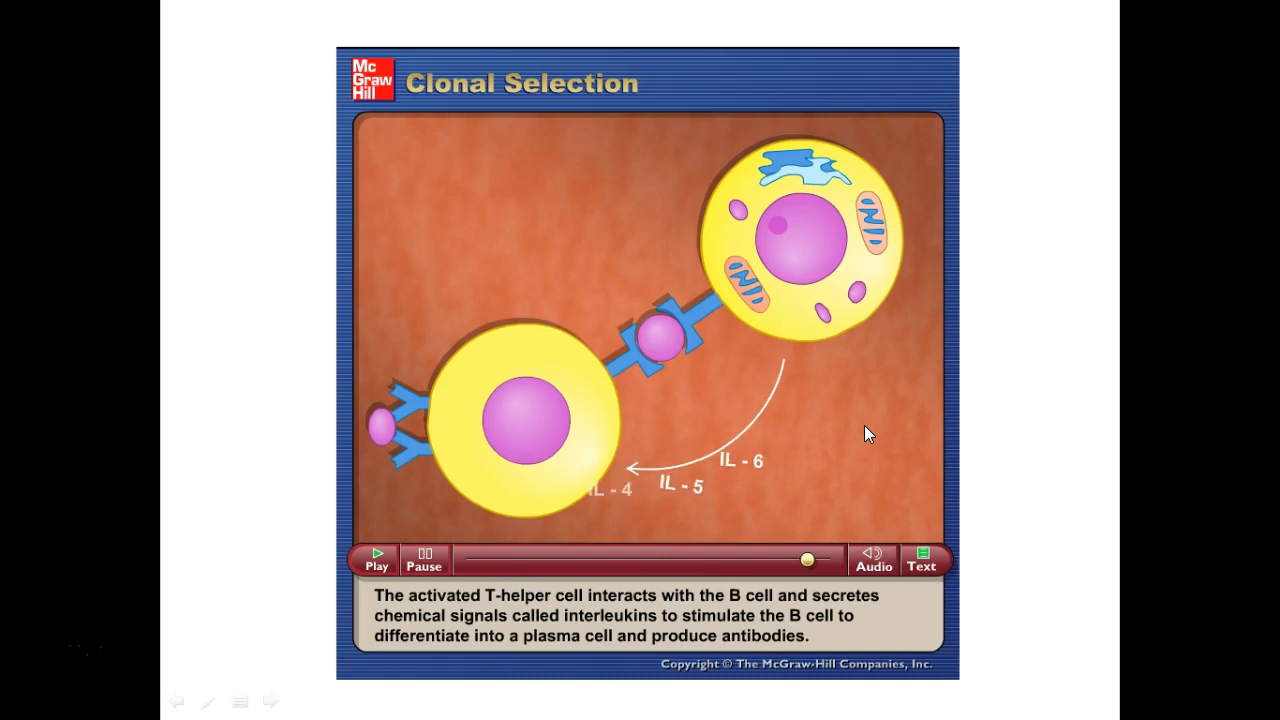 Mc
Graw
Hill
Clonal Selection
IL - 6
IL - 5
IL - 4
Play
Pause
Audio
Text
The activated T-helper cell interacts with the B cell and secretes
chemical signals called interleukins to stimulate the B cell to
differentiate into a plasma cell and produce antibodies.
Copyright © The McGraw-Hill Companies, Inc.